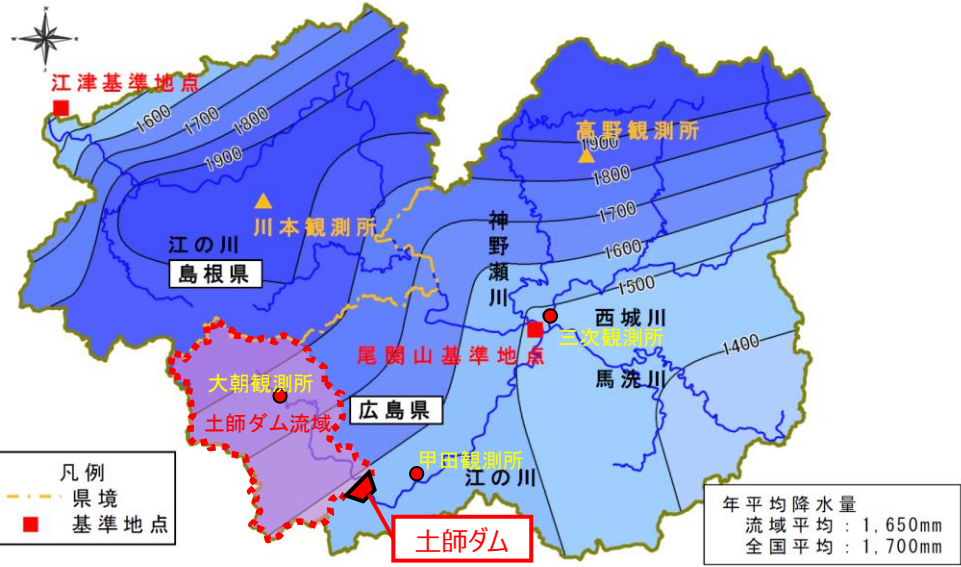 江津基準地点
1600
1700
1800
1900
高野観測所
1900
1800
1700
1600
1500
1400
川本観測所
江の川
島根県
神野瀬川
西城川
三次観測所
尾関山基準地点
馬洗川
大朝観測所
土師ダム流域
広島県
甲田観測所
江の川
土師ダム
凡例
県境
基準地点
年平均降水量
流域平均：1,650mm
全国平均：1,700mm